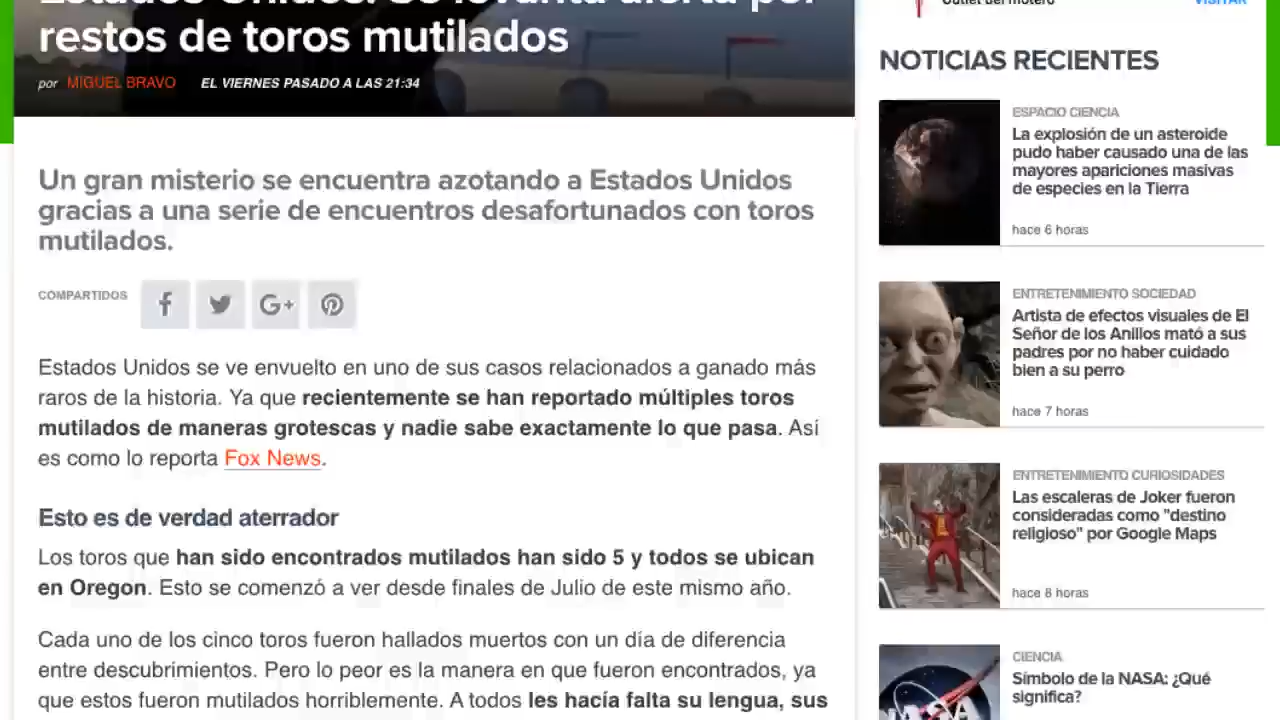 Estados Unidos: Se levanta alerta por
restos de toros mutilados
por MIGUEL BRAVO EL VIERNES PASADO A LAS 21:34
Un gran misterio se encuentra azotando a Estados Unidos
gracias a una serie de encuentros desafortunados con toros
mutilados.
COMPARTIDOS
G+
Estados Unidos se ve envuelto en uno de sus casos relacionados a ganado más
raros de la historia. Ya que recientemente se han reportado múltiples toros
mutilados de maneras grotescas y nadie sabe exactamente lo que pasa. Así
es como lo reporta Fox News.
Esto es de verdad aterrador
Los toros que han sido encontrados mutilados han sido 5 y todos se ubican
en Oregon. Esto se comenzó a ver desde finales de Julio de este mismo año.
Cada uno de los cinco toros fueron hallados muertos con un día de diferencia
entre descubrimientos. Pero lo peor es la manera en que fueron encontrados, ya
que estos fueron mutilados horriblemente. A todos les hacía falta su lengua, sus
Outlet del motero
VISITAR
NOTICIAS RECIENTES
ESPACIO CIENCIA
La explosión de un asteroide
pudo haber causado una de las
mayores apariciones masivas
de especies en la Tierra
hace 6 horas
ENTRETENIMIENTO SOCIEDAD
Artista de efectos visuales de El
Señor de los Anillos mató a sus
padres por no haber cuidado
bien a su perro
hace 7 horas
ENTRETENIMIENTO CURIOSIDADES
Las escaleras de Joker fueron
consideradas como "destino
religioso" por Google Maps
hace 8 horas
CIENCIA
Símbolo de la NASA: ¿Qué
significa?
NASA